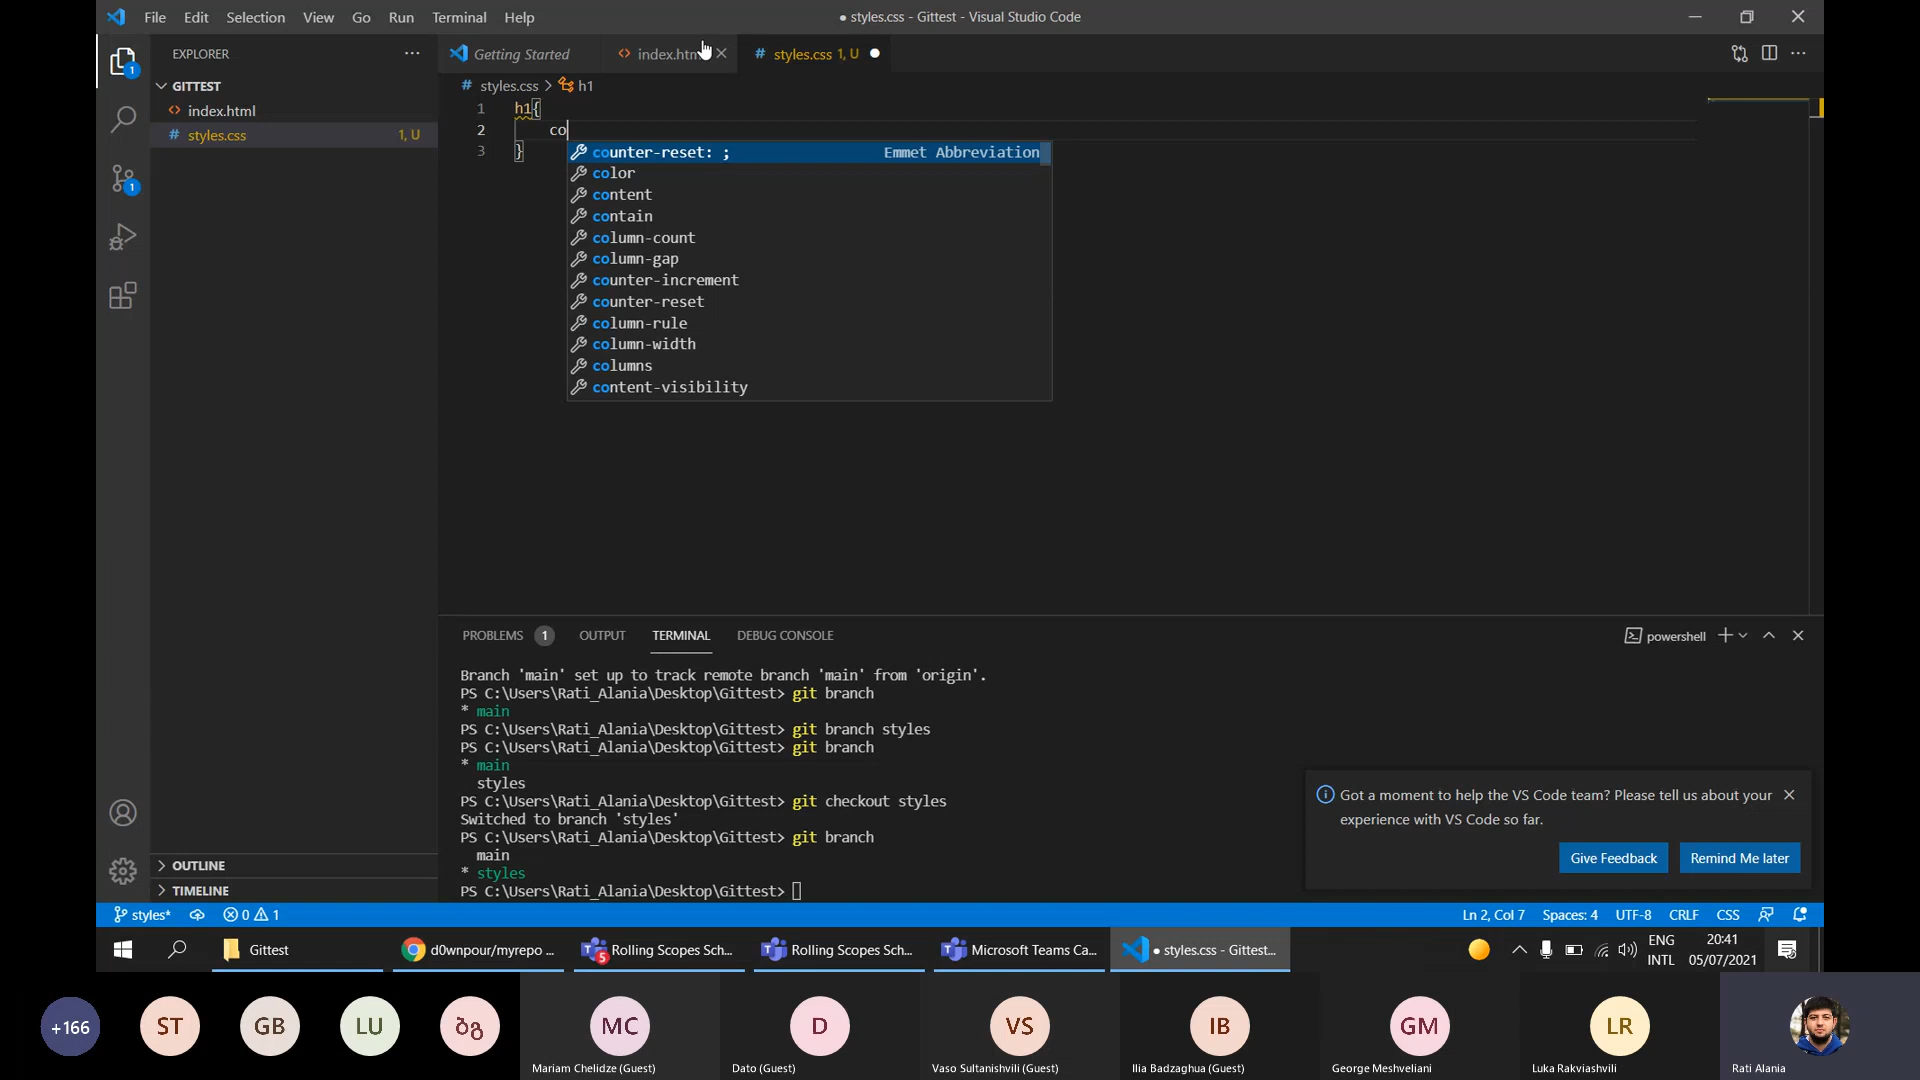 File Edit Selection View Go Run Terminal Help
● styles.css - Gittest - Visual Studio Code
EXPLORER
Getting Started
index.htm
styles.css 1, U
GITTEST
index.html
styles.css 1, U
styles.css > h1
1 h1{
2 co
3 }
counter-reset: ; Emmet Abbreviation
color
content
contain
column-count
column-gap
counter-increment
counter-reset
column-rule
column-width
columns
content-visibility
1
1
PROBLEMS 1 OUTPUT TERMINAL DEBUG CONSOLE
powershell
Branch 'main' set up to track remote branch 'main' from 'origin'.
PS C:\Users\Rati_Alania\Desktop\Gittest> git branch
* main
PS C:\Users\Rati_Alania\Desktop\Gittest> git branch styles
PS C:\Users\Rati_Alania\Desktop\Gittest> git branch
* main
styles
PS C:\Users\Rati_Alania\Desktop\Gittest> git checkout styles
Switched to branch 'styles'
PS C:\Users\Rati_Alania\Desktop\Gittest> git branch
main
* styles
PS C:\Users\Rati_Alania\Desktop\Gittest>
Got a moment to help the VS Code team? Please tell us about your
experience with VS Code so far.
Give Feedback
Remind Me later
OUTLINE
TIMELINE
styles* 0 1
Ln 2, Col 7 Spaces: 4 UTF-8 CRLF CSS
Gittest
d0wnpour/myrepo ...
5
Rolling Scopes Sch...
Rolling Scopes Sch...
Microsoft Teams Ca...
● styles.css - Gittest...
ENG
INTL
20:41
05/07/2021
+166
ST
GB
LU
ბგ
MC
Mariam Chelidze (Guest)
D
Dato (Guest)
VS
Vaso Sultanishvili (Guest)
IB
Ilia Badzaghua (Guest)
GM
George Meshveliani
LR
Luka Rakviashvili
Rati Alania